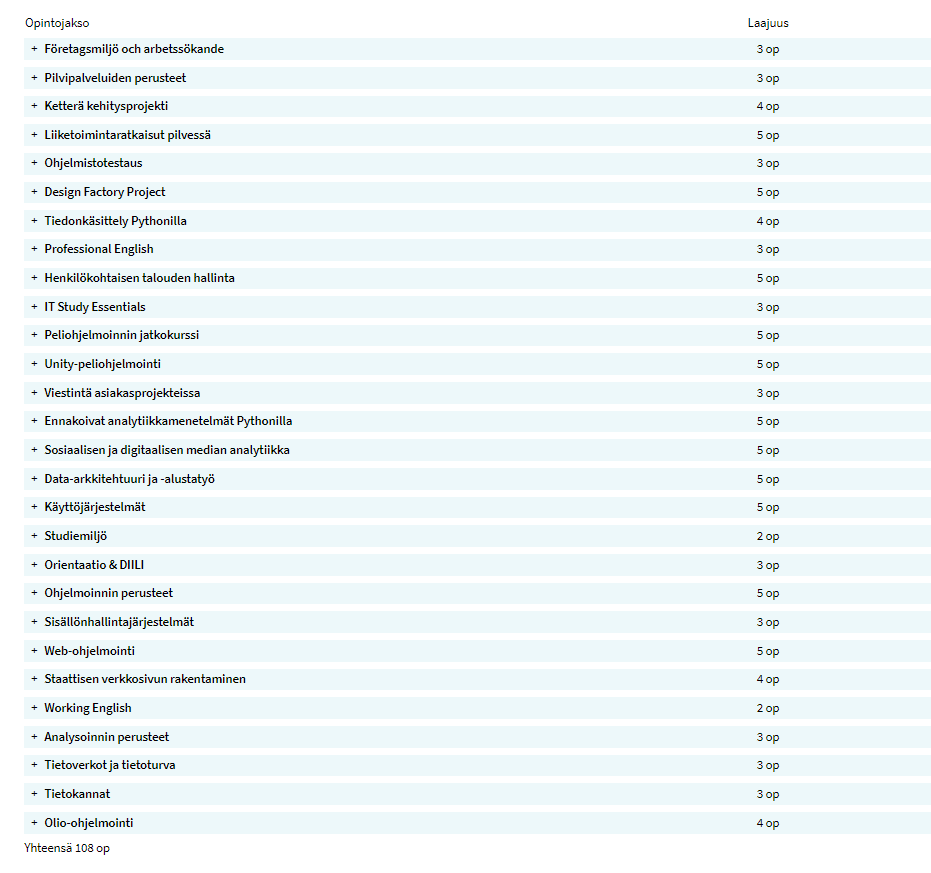 Opintojakso Laajuus
+ Företagsmiljö och arbetssökande 3 op
+ Pilvipalveluiden perusteet 3 op
+ Ketterä kehitysprojekti 4 op
+ Liiketoimintaratkaisut pilvessä 5 op
+ Ohjelmistotestaus 3 op
+ Design Factory Project 5 op
+ Tiedonkäsittely Pythonilla 4 op
+ Professional English 3 op
+ Henkilökohtaisen talouden hallinta 5 op
+ IT Study Essentials 3 op
+ Peliohjelmoinnin jatkokurssi 5 op
+ Unity-peliohjelmointi 5 op
+ Viestintä asiakasprojekteissa 3 op
+ Ennakoivat analytiikkamenetelmät Pythonilla 5 op
+ Sosiaalisen ja digitaalisen median analytiikka 5 op
+ Data-arkkitehtuuri ja -alustatyö 5 op
+ Käyttöjärjestelmät 5 op
+ Studiemiljö 2 op
+ Orientaatio & DIILI 3 op
+ Ohjelmoinnin perusteet 5 op
+ Sisällönhallintajärjestelmät 3 op
+ Web-ohjelmointi 5 op
+ Staattisen verkkosivun rakentaminen 4 op
+ Working English 2 op
+ Analysoinnin perusteet 3 op
+ Tietoverkot ja tietoturva 3 op
+ Tietokannat 3 op
+ Olio-ohjelmointi 4 op
Yhteensä 108 op